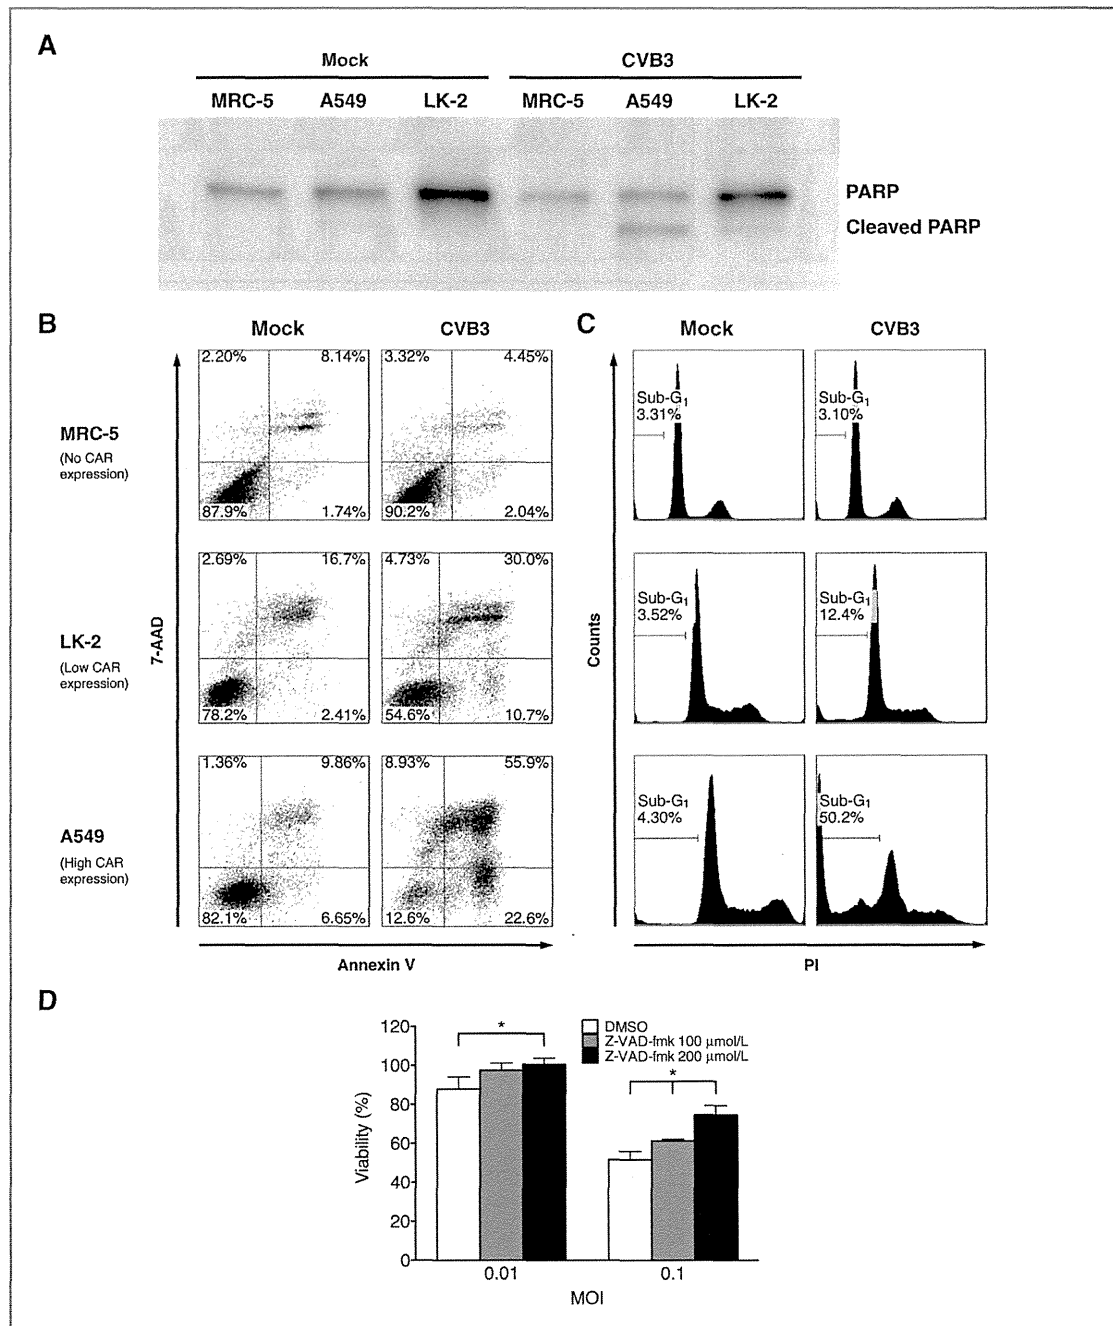 A
Mock CVB3
MRC-5 A549 LK-2 MRC-5 A549 LK-2
PARP
Cleaved PARP
B
Mock CVB3
MRC-5
(No CAR
expression)
2.20% 8.14% 3.32% 4.45%
87.9% 1.74% 90.2% 2.04%
LK-2
(Low CAR
expression)
2.69% 16.7% 4.73% 30.0%
78.2% 2.41% 54.6% 10.7%
A549
(High CAR
expression)
1.36% 9.86% 8.93% 55.9%
82.1% 6.65% 12.6% 22.6%
7-AAD
Annexin V
C
Mock CVB3
Sub-G1 Sub-G1
3.31% 3.10%
Sub-G1 Sub-G1
3.52% 12.4%
Sub-G1 Sub-G1
4.30% 50.2%
Counts
PI
D
DMSO
Z-VAD-fmk 100 μmol/L
Z-VAD-fmk 200 μmol/L
* *
120
100
80
60
40
20
0
Viability (%)
0.01 0.1
MOI